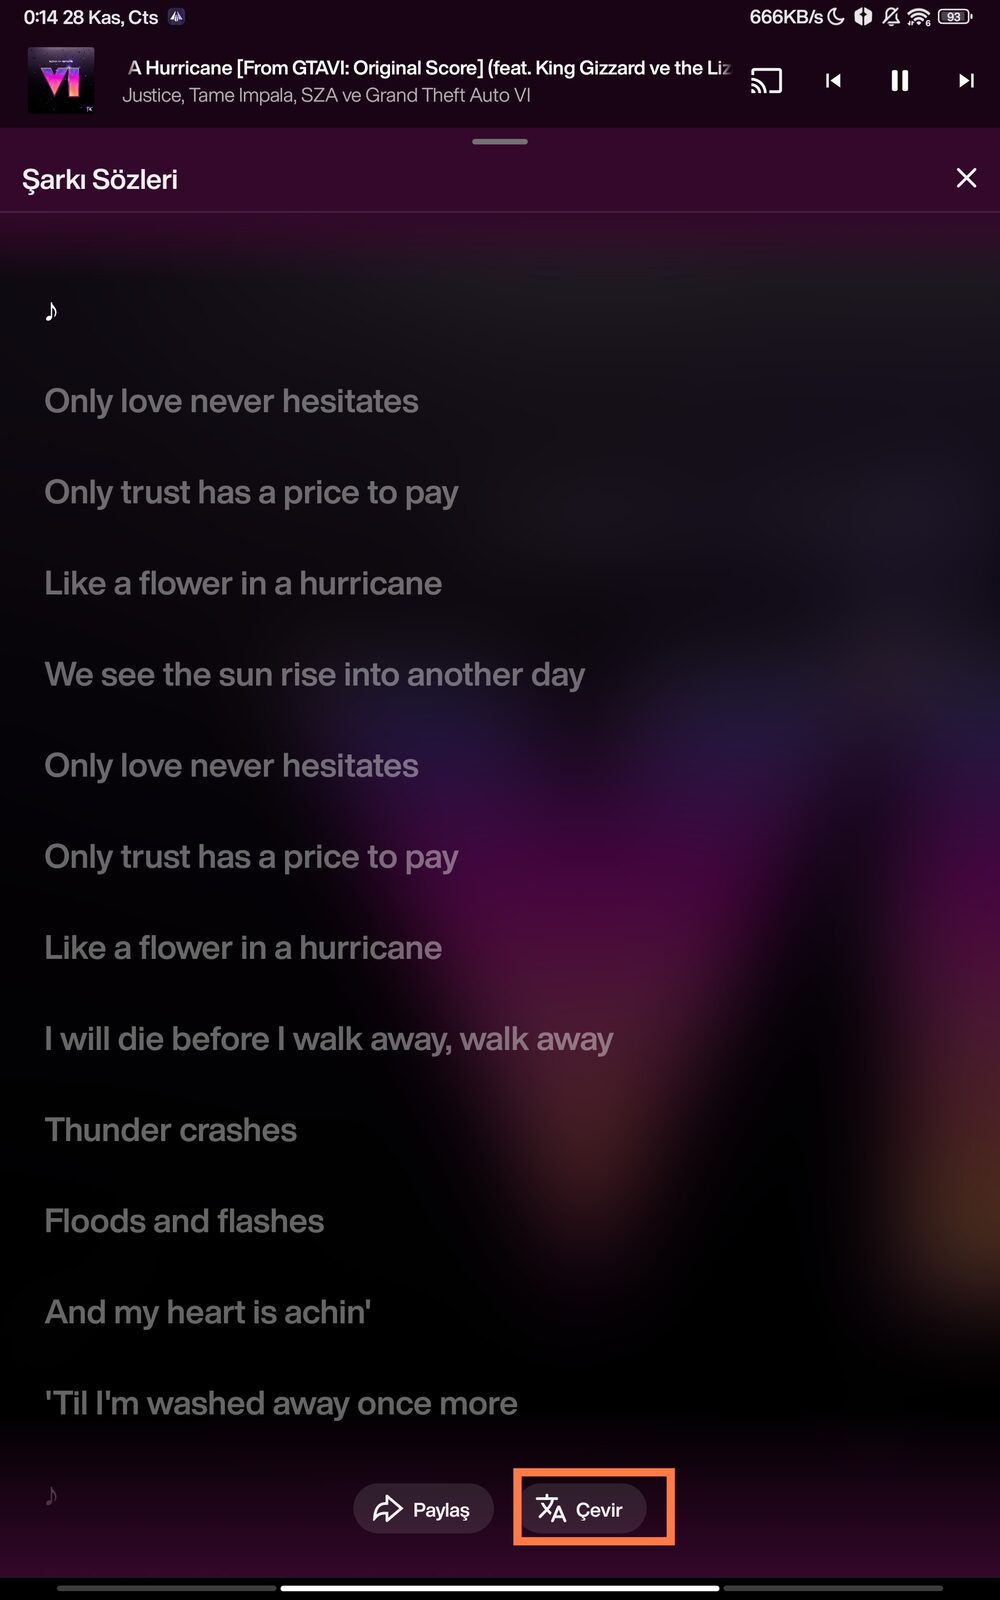 0:14 28 Kas, Cts
666KB/s
6
93
VI
A Hurricane [From GTAVI: Original Score] (feat. King Gizzard ve the Liz
Justice, Tame Impala, SZA ve Grand Theft Auto VI
Şarkı Sözleri
♪
Only love never hesitates
Only trust has a price to pay
Like a flower in a hurricane
We see the sun rise into another day
Only love never hesitates
Only trust has a price to pay
Like a flower in a hurricane
I will die before I walk away, walk away
Thunder crashes
Floods and flashes
And my heart is achin'
'Til I'm washed away once more
♪
Paylaş
Çevir